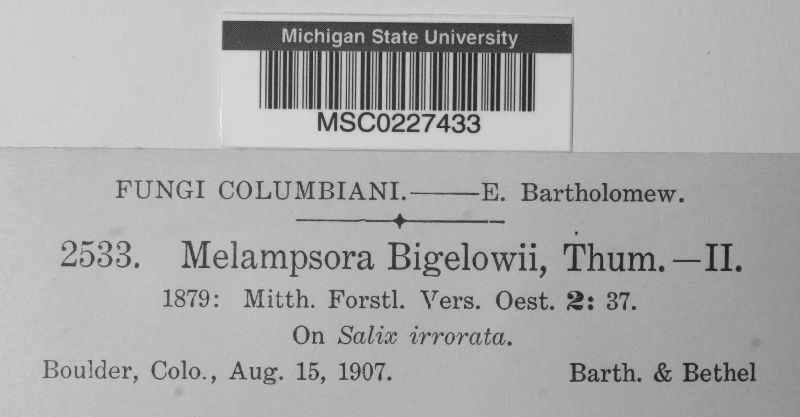 Michigan State University
MSC0227433
FUNGI COLUMBIANI.——E. Bartholomew.
2533. Melampsora Bigelowii, Thum.—II.
1879: Mitth. Forstl. Vers. Oest. 2: 37.
On Salix irrorata.
Boulder, Colo., Aug. 15, 1907. Barth. & Bethel